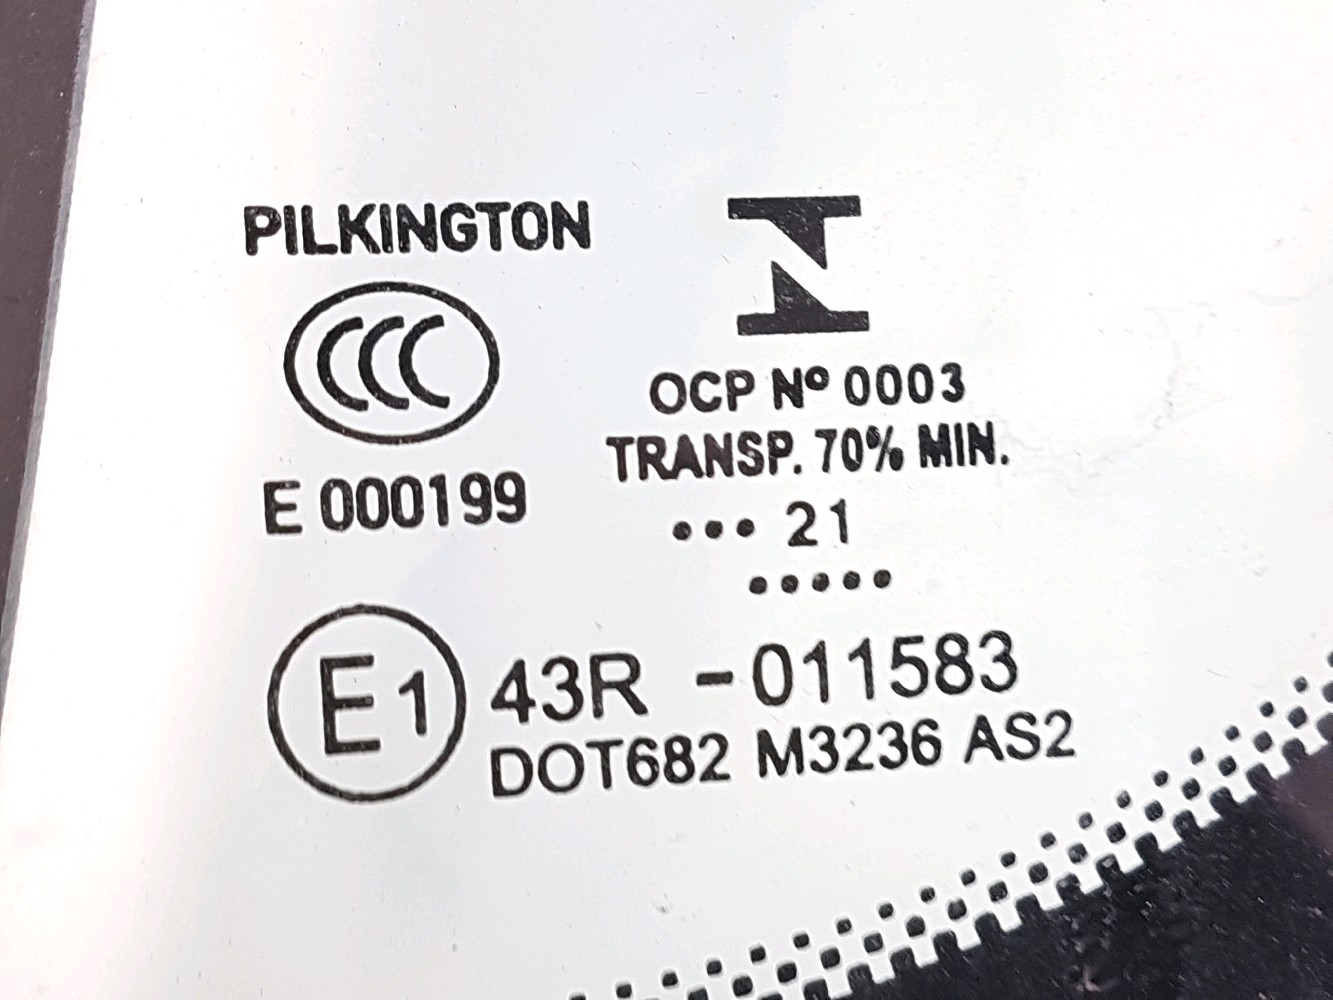 PILKINGTON
CCC
E 000199
OCP Nº 0003
TRANSP. 70% MIN.
••• 21
•••••
E1 43R -011583
DOT682 M3236 AS2